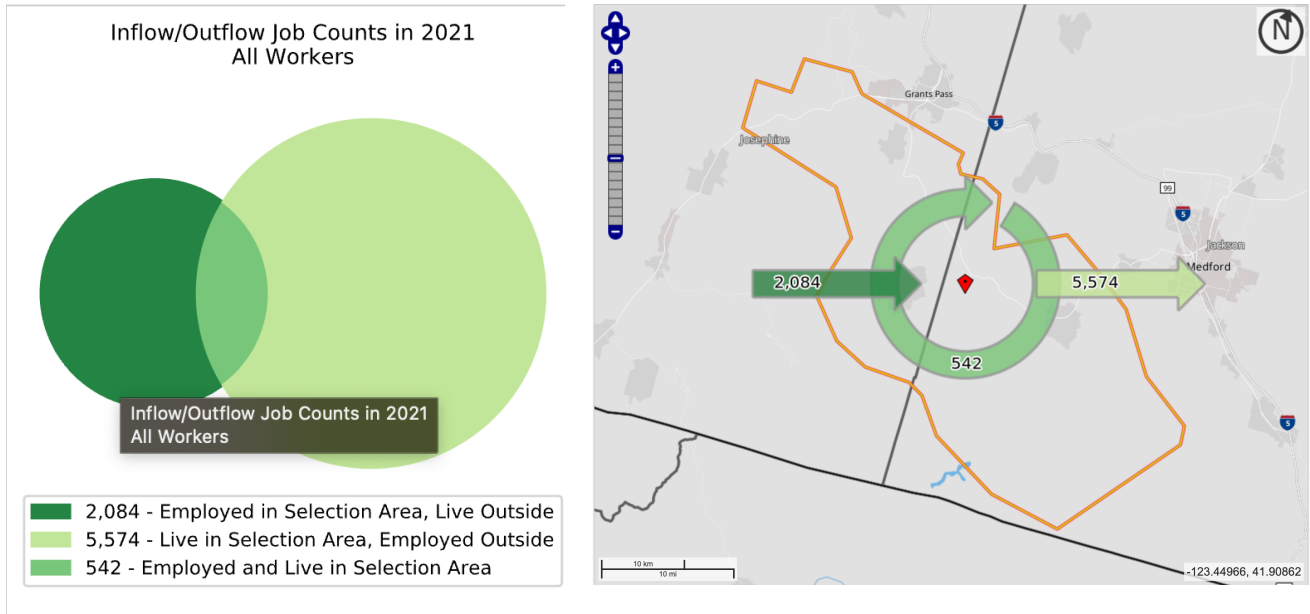 Inflow/Outflow Job Counts in 2021
All Workers
Inflow/Outflow Job Counts in 2021
All Workers
2,084 - Employed in Selection Area, Live Outside
5,574 - Live in Selection Area, Employed Outside
542 - Employed and Live in Selection Area
N
Grants Pass
5
Josephine
99
5
Jackson
Medford
2,084
5,574
542
5
10 km
10 mi
-123.44966, 41.90862